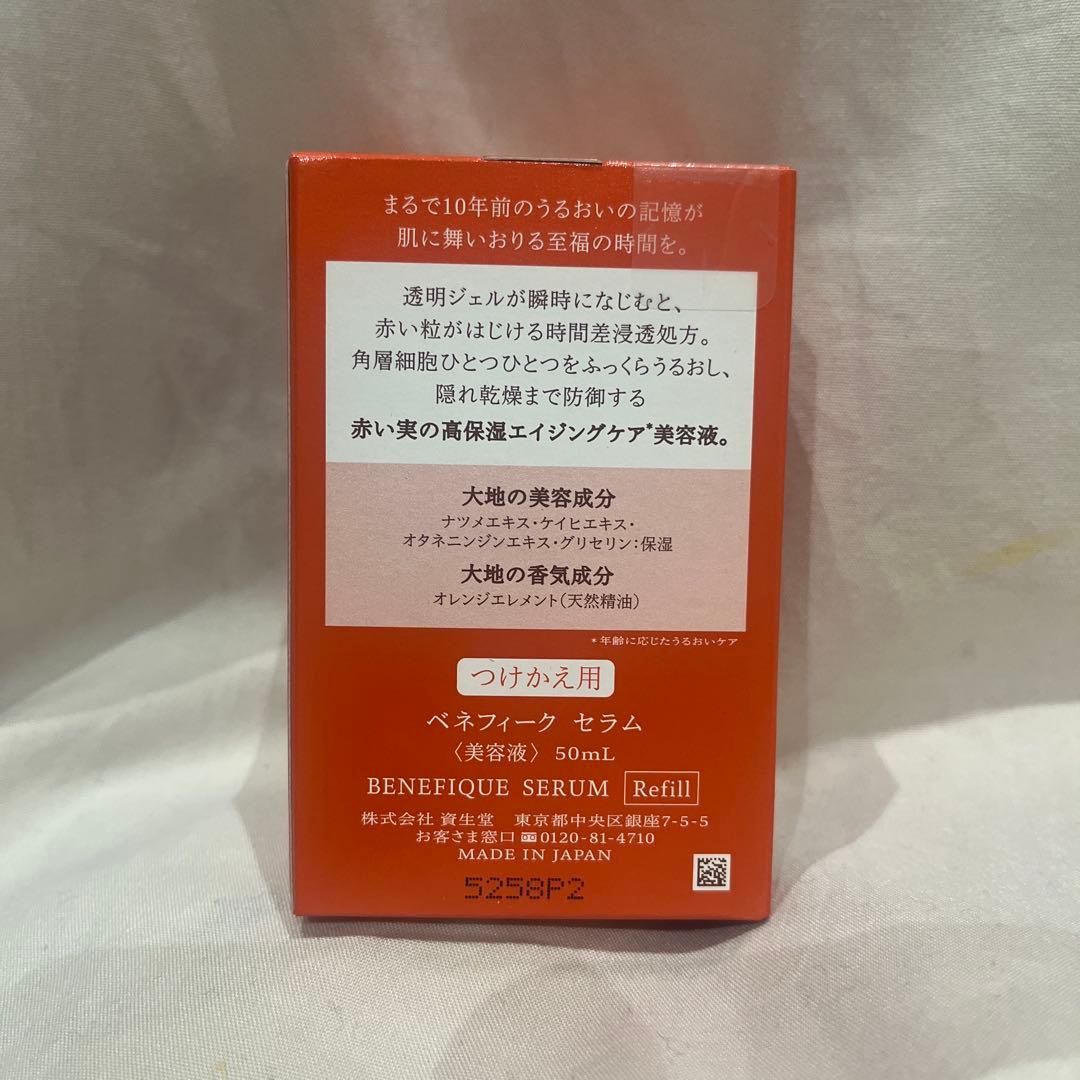 まるで10年前のうるおいの記憶が
肌に舞いおりる至福の時間を。
透明ジェルが瞬時になじむと、
赤い粒がはじける時間差浸透処方。
角層細胞ひとつひとつをふっくらうるおし、
隠れ乾燥まで防御する
赤い実の高保湿エイジングケア*美容液。
大地の美容成分
ナツメエキス・ケイヒエキス・
オタネニンジンエキス・グリセリン：保湿
大地の香気成分
オレンジエレメント（天然精油）
*年齢に応じたうるおいケア
つけかえ用
ベネフィーク セラム
〈美容液〉 50mL
BENEFIQUE SERUM Refill
株式会社 資生堂 東京都中央区銀座7-5-5
お客さま窓口 0120-81-4710
MADE IN JAPAN
5258P2